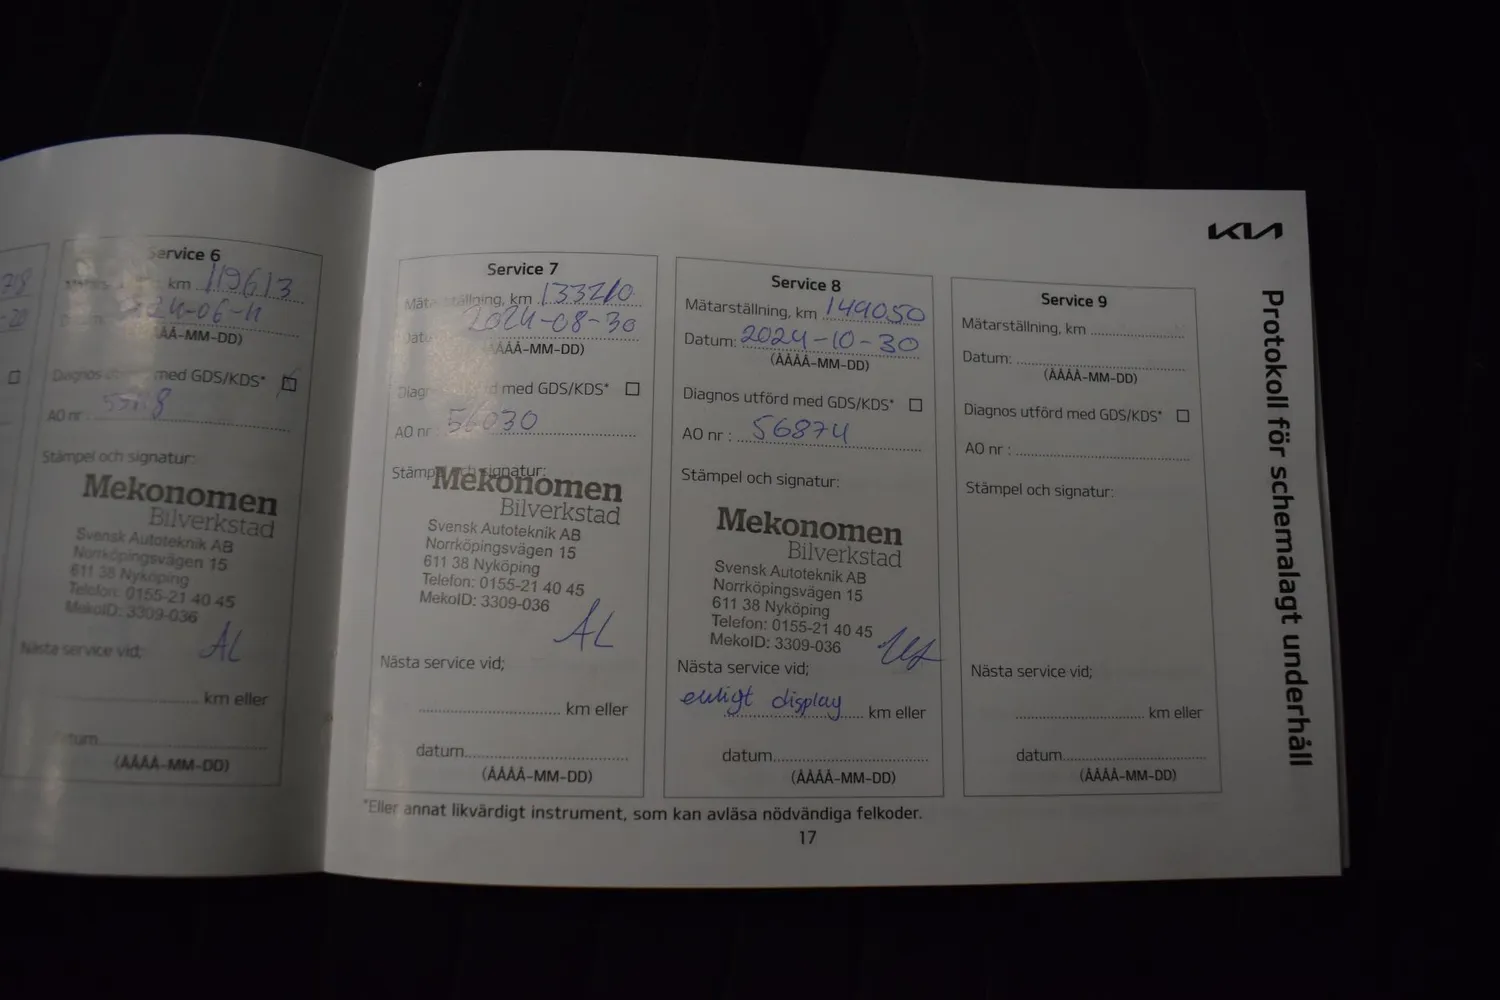 KIA
Protokoll för schemalagt underhåll
Service 6
km 119613
24-06-11
ÅÅ-MM-DD)
med GDS/KDS*
AO nr :
Stämpel och signatur:
Mekonomen
Bilverkstad
Svensk Autoteknik AB
Norrköpingsvägen 15
611 38 Nyköping
Telefon: 0155-21 40 45
MekoID: 3309-036
AL
Nästa service vid;
km eller
(ÅÅÅÅ-MM-DD)
Service 7
Mätarställning, km 133210
2024-08-30
ÅÅÅÅ-MM-DD)
med GDS/KDS*
AO nr : 56030
Stämpel och signatur:
Mekonomen
Bilverkstad
Svensk Autoteknik AB
Norrköpingsvägen 15
611 38 Nyköping
Telefon: 0155-21 40 45
MekoID: 3309-036
AL
Nästa service vid;
km eller
datum
(ÅÅÅÅ-MM-DD)
Service 8
Mätarställning, km 149050
Datum: 2024-10-30
(ÅÅÅÅ-MM-DD)
Diagnos utförd med GDS/KDS*
AO nr : 56874
Stämpel och signatur:
Mekonomen
Bilverkstad
Svensk Autoteknik AB
Norrköpingsvägen 15
611 38 Nyköping
Telefon: 0155-21 40 45
MekoID: 3309-036
Nästa service vid;
enligt display km eller
datum
(ÅÅÅÅ-MM-DD)
Service 9
Mätarställning, km
Datum:
(ÅÅÅÅ-MM-DD)
Diagnos utförd med GDS/KDS*
AO nr :
Stämpel och signatur:
Nästa service vid;
km eller
datum
(ÅÅÅÅ-MM-DD)
*Eller annat likvärdigt instrument, som kan avläsa nödvändiga felkoder.
17